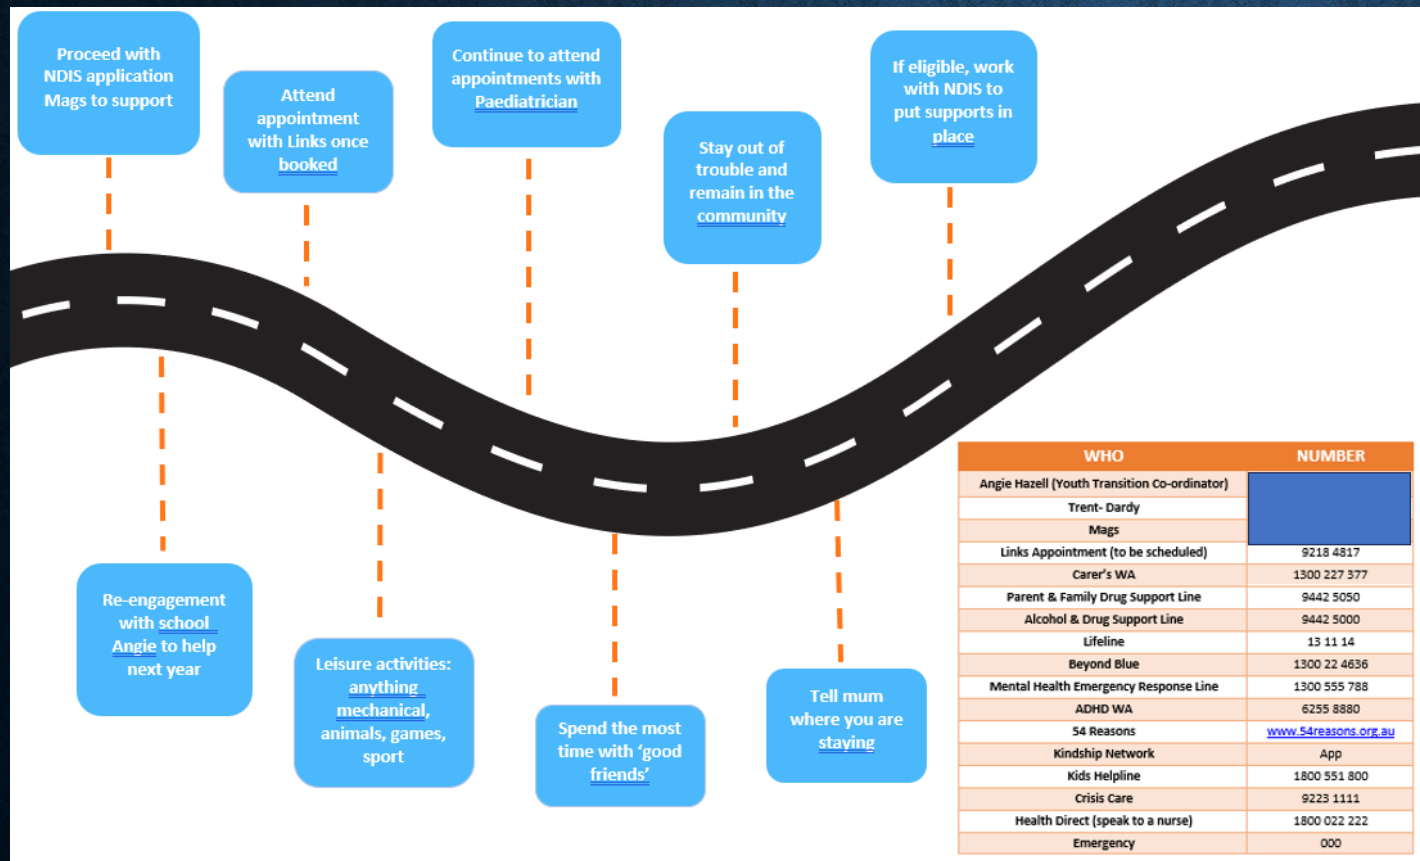 Proceed with
NDIS application
Mags to support
Attend
appointment
with Links once
booked
Continue to attend
appointments with
Paediatrician
Stay out of
trouble and
remain in the
community
If eligible, work
with NDIS to
put supports in
place
Re-engagement
with school
Angie to help
next year
Leisure activities:
anything
mechanical,
animals, games,
sport
Spend the most
time with ‘good
friends’
Tell mum
where you are
staying
WHO NUMBER
Angie Hazell (Youth Transition Co-ordinator)
Trent- Dardy
Mags
Links Appointment (to be scheduled) 9218 4817
Carer's WA 1300 227 377
Parent & Family Drug Support Line 9442 5050
Alcohol & Drug Support Line 9442 5000
Lifeline 13 11 14
Beyond Blue 1300 22 4636
Mental Health Emergency Response Line 1300 555 788
ADHD WA 6255 8880
54 Reasons www.54reasons.org.au
Kindship Network App
Kids Helpline 1800 551 800
Crisis Care 9223 1111
Health Direct (speak to a nurse) 1800 022 222
Emergency 000